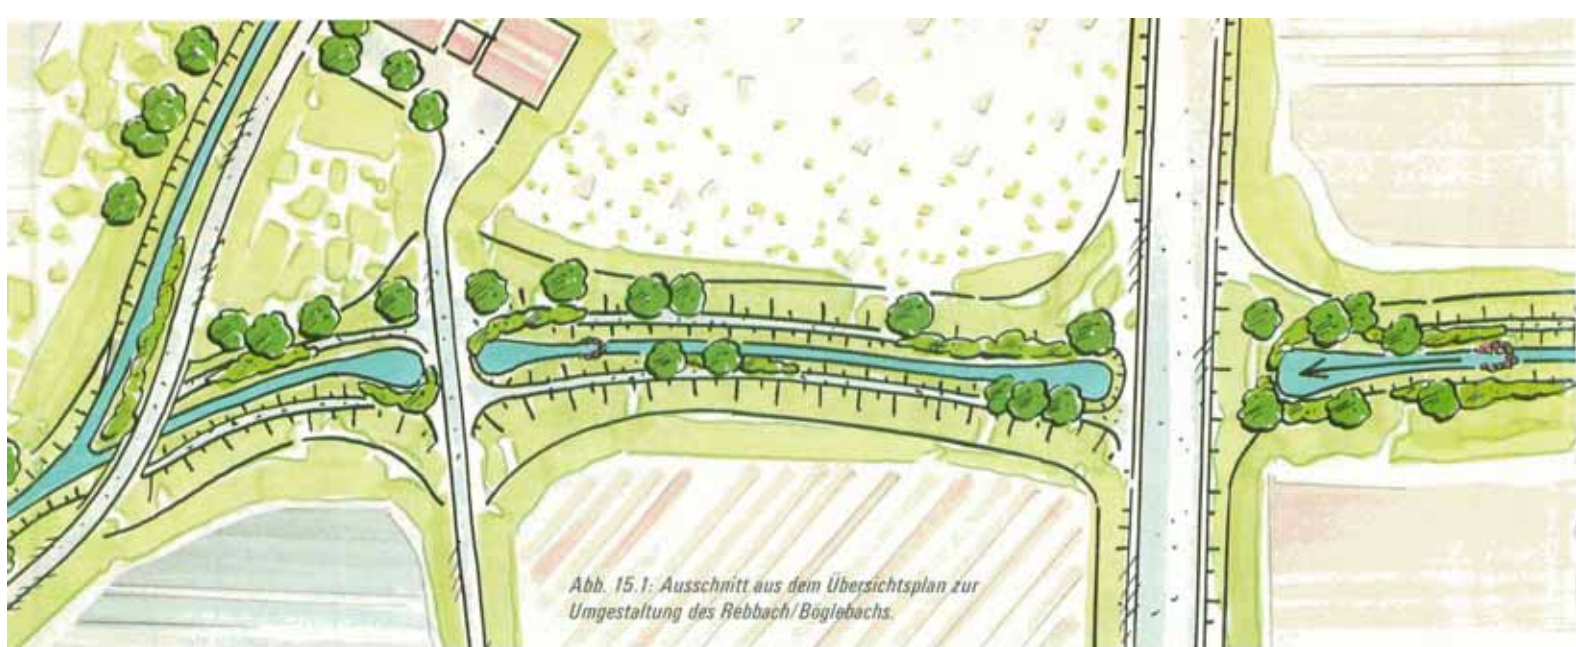 Abb. 15.1: Ausschnitt aus dem Übersichtsplan zur
Umgestaltung des Rebbach/Böglebachs.